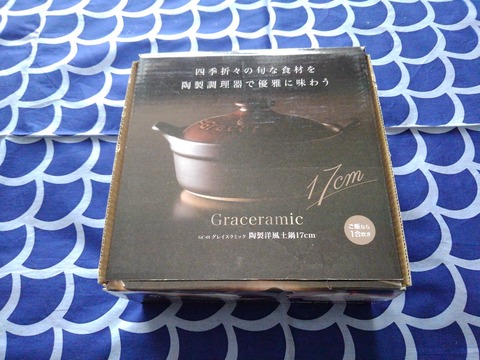 四季折々の旬な食材を
陶製調理器で優雅に味わう
17cm
Graceramic
GC-01 グレイスラミック 陶製洋風土鍋17cm
ご飯なら
1合炊き